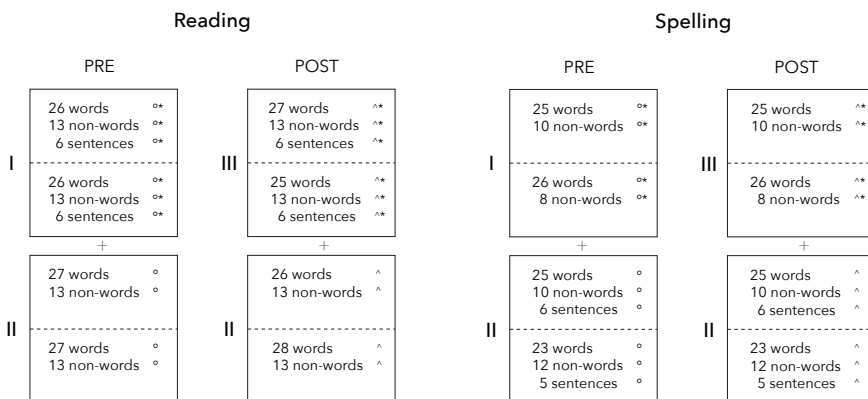 Reading
PRE
POST
I
26 words °*
13 non-words °*
6 sentences °*
26 words °*
13 non-words °*
6 sentences °*
+
II
27 words °
13 non-words °
27 words °
13 non-words °
III
27 words ^*
13 non-words ^*
6 sentences ^*
25 words ^*
13 non-words ^*
6 sentences ^*
+
II
26 words ^
13 non-words ^
28 words ^
13 non-words ^
Spelling
PRE
POST
I
25 words °*
10 non-words °*
26 words °*
8 non-words °*
+
II
25 words °
10 non-words °
6 sentences °
23 words °
12 non-words °
5 sentences °
III
25 words ^*
10 non-words ^*
26 words ^*
8 non-words ^*
+
II
25 words ^
10 non-words ^
6 sentences ^
23 words ^
12 non-words ^
5 sentences ^